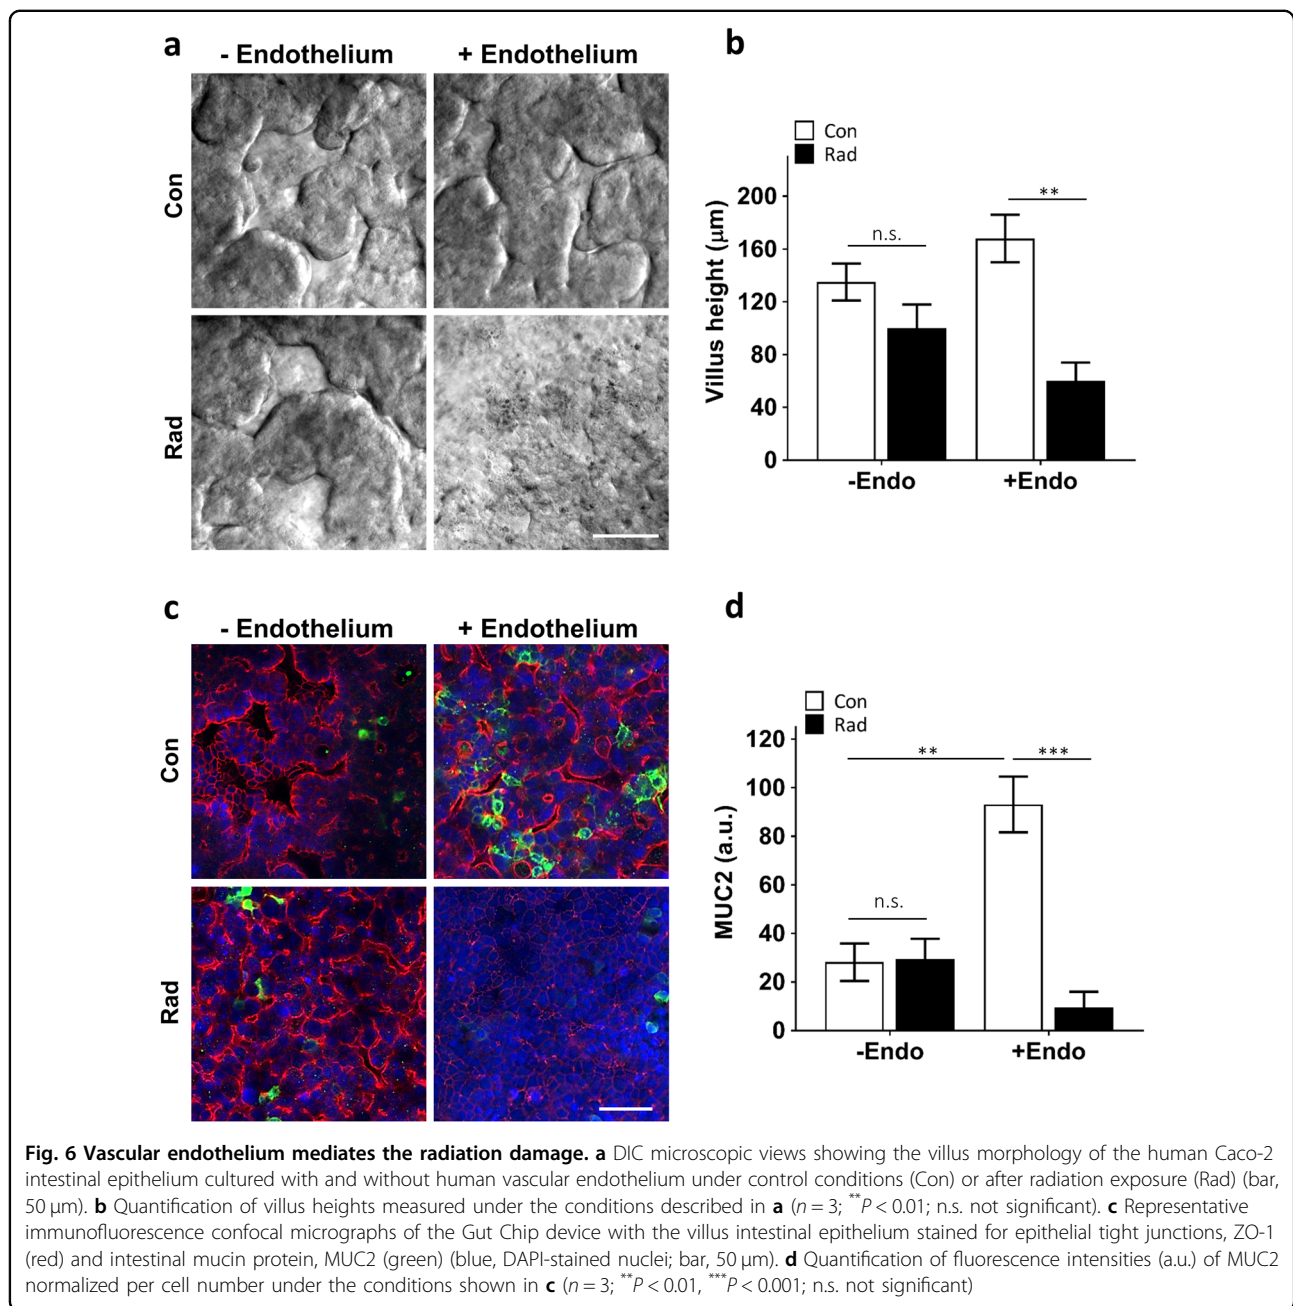 a
- Endothelium
+ Endothelium
Con
Rad
b
Con
Rad
Villus height (μm)
200
160
120
80
40
0
n.s.
**
-Endo
+Endo
c
- Endothelium
+ Endothelium
Con
Rad
d
Con
Rad
MUC2 (a.u.)
120
100
80
60
40
20
0
n.s.
**
***
-Endo
+Endo
Fig. 6 Vascular endothelium mediates the radiation damage. a DIC microscopic views showing the villus morphology of the human Caco-2
intestinal epithelium cultured with and without human vascular endothelium under control conditions (Con) or after radiation exposure (Rad) (bar,
50 μm). b Quantification of villus heights measured under the conditions described in a (n = 3; **P < 0.01; n.s. not significant). c Representative
immunofluorescence confocal micrographs of the Gut Chip device with the villus intestinal epithelium stained for epithelial tight junctions, ZO-1
(red) and intestinal mucin protein, MUC2 (green) (blue, DAPI-stained nuclei; bar, 50 μm). d Quantification of fluorescence intensities (a.u.) of MUC2
normalized per cell number under the conditions shown in c (n = 3; **P < 0.01, ***P < 0.001; n.s. not significant)